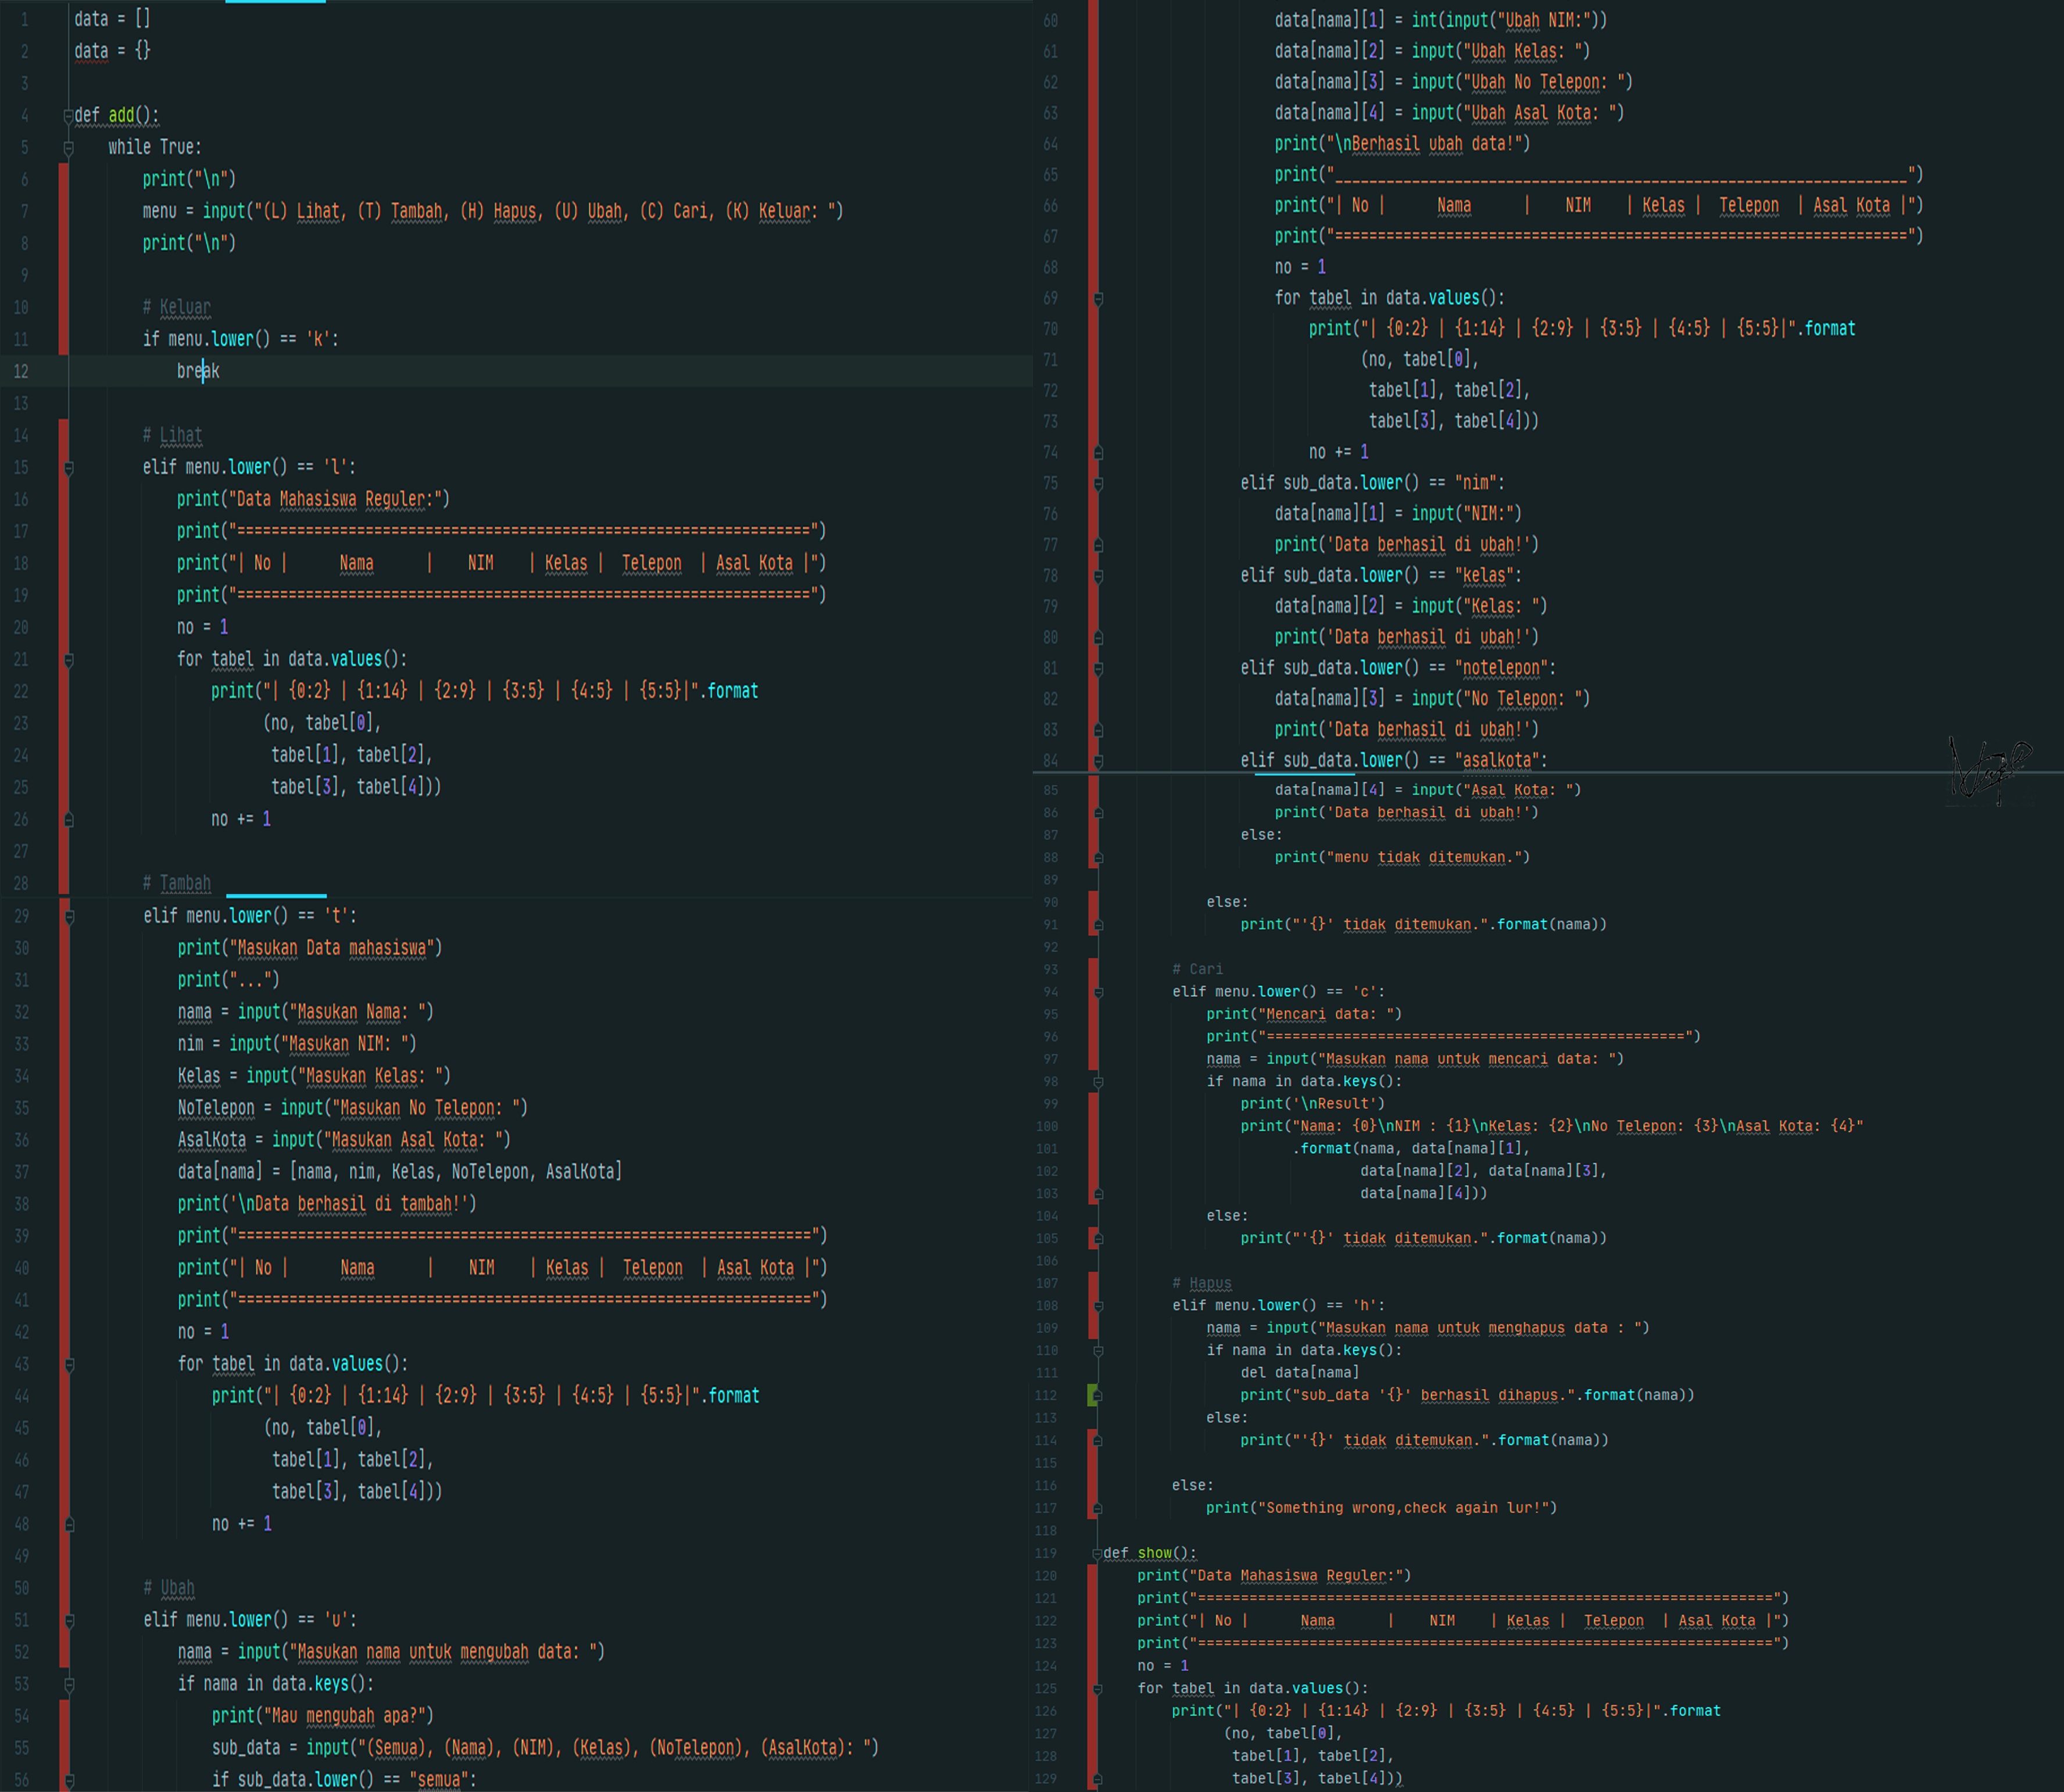 1 data = []
2 data = {}
3
4 def add():
5 while True:
6 print("\n")
7 menu = input("(L) Lihat, (T) Tambah, (H) Hapus, (U) Ubah, (C) Cari, (K) Keluar: ")
8 print("\n")
9
10 # Keluar
11 if menu.lower() == 'k':
12 break
13
14 # Lihat
15 elif menu.lower() == 'l':
16 print("Data Mahasiswa Reguler:")
17 print("===================================================================")
18 print("| No |      Nama      |    NIM    | Kelas |  Telepon  | Asal Kota |")
19 print("===================================================================")
20 no = 1
21 for tabel in data.values():
22 print("| {0:2} | {1:14} | {2:9} | {3:5} | {4:5} | {5:5}|".format
23 (no, tabel[0],
24 tabel[1], tabel[2],
25 tabel[3], tabel[4]))
26 no += 1
27
28 # Tambah
29 elif menu.lower() == 't':
30 print("Masukan Data mahasiswa")
31 print("...")
32 nama = input("Masukan Nama: ")
33 nim = input("Masukan NIM: ")
34 Kelas = input("Masukan Kelas: ")
35 NoTelepon = input("Masukan No Telepon: ")
36 AsalKota = input("Masukan Asal Kota: ")
37 data[nama] = [nama, nim, Kelas, NoTelepon, AsalKota]
38 print('\nData berhasil di tambah!')
39 print("===================================================================")
40 print("| No |      Nama      |    NIM    | Kelas |  Telepon  | Asal Kota |")
41 print("===================================================================")
42 no = 1
43 for tabel in data.values():
44 print("| {0:2} | {1:14} | {2:9} | {3:5} | {4:5} | {5:5}|".format
45 (no, tabel[0],
46 tabel[1], tabel[2],
47 tabel[3], tabel[4]))
48 no += 1
49
50 # Ubah
51 elif menu.lower() == 'u':
52 nama = input("Masukan nama untuk mengubah data: ")
53 if nama in data.keys():
54 print("Mau mengubah apa?")
55 sub_data = input("(Semua), (Nama), (NIM), (Kelas), (NoTelepon), (AsalKota): ")
56 if sub_data.lower() == "semua":
60 data[nama][1] = int(input("Ubah NIM:"))
61 data[nama][2] = input("Ubah Kelas: ")
62 data[nama][3] = input("Ubah No Telepon: ")
63 data[nama][4] = input("Ubah Asal Kota: ")
64 print("\nBerhasil ubah data!")
65 print("___________________________________________________________________")
66 print("| No |      Nama      |    NIM    | Kelas |  Telepon  | Asal Kota |")
67 print("===================================================================")
68 no = 1
69 for tabel in data.values():
70 print("| {0:2} | {1:14} | {2:9} | {3:5} | {4:5} | {5:5}|".format
71 (no, tabel[0],
72 tabel[1], tabel[2],
73 tabel[3], tabel[4]))
74 no += 1
75 elif sub_data.lower() == "nim":
76 data[nama][1] = input("NIM:")
77 print('Data berhasil di ubah!')
78 elif sub_data.lower() == "kelas":
79 data[nama][2] = input("Kelas: ")
80 print('Data berhasil di ubah!')
81 elif sub_data.lower() == "notelepon":
82 data[nama][3] = input("No Telepon: ")
83 print('Data berhasil di ubah!')
84 elif sub_data.lower() == "asalkota":
85 data[nama][4] = input("Asal Kota: ")
86 print('Data berhasil di ubah!')
87 else:
88 print("menu tidak ditemukan.")
89
90 else:
91 print("'{}' tidak ditemukan.".format(nama))
92
93 # Cari
94 elif menu.lower() == 'c':
95 print("Mencari data: ")
96 print("=================================================")
97 nama = input("Masukan nama untuk mencari data: ")
98 if nama in data.keys():
99 print('\nResult')
100 print("Nama: {0}\nNIM : {1}\nKelas: {2}\nNo Telepon: {3}\nAsal Kota: {4}"
101 .format(nama, data[nama][1],
102 data[nama][2], data[nama][3],
103 data[nama][4]))
104 else:
105 print("'{}' tidak ditemukan.".format(nama))
106
107 # Hapus
108 elif menu.lower() == 'h':
109 nama = input("Masukan nama untuk menghapus data : ")
110 if nama in data.keys():
111 del data[nama]
112 print("sub_data '{}' berhasil dihapus.".format(nama))
113 else:
114 print("'{}' tidak ditemukan.".format(nama))
115
116 else:
117 print("Something wrong,check again lur!")
118
119 def show():
120 print("Data Mahasiswa Reguler:")
121 print("===================================================================")
122 print("| No |      Nama      |    NIM    | Kelas |  Telepon  | Asal Kota |")
123 print("===================================================================")
124 no = 1
125 for tabel in data.values():
126 print("| {0:2} | {1:14} | {2:9} | {3:5} | {4:5} | {5:5}|".format
127 (no, tabel[0],
128 tabel[1], tabel[2],
129 tabel[3], tabel[4]))